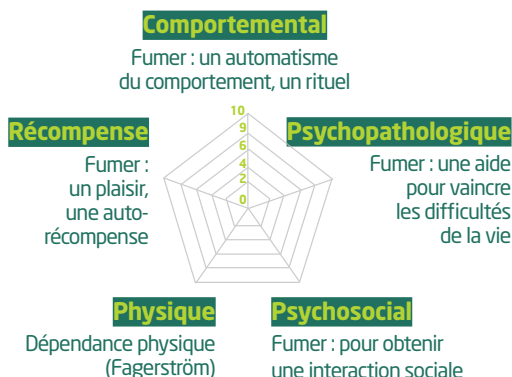 Comportemental
Fumer : un automatisme
du comportement, un rituel
10
9
6
4
2
0
Récompense
Fumer :
un plaisir,
une auto-
récompense
Psychopathologique
Fumer : une aide
pour vaincre
les difficultés
de la vie
Physique
Dépendance physique
(Fagerström)
Psychosocial
Fumer : pour obtenir
une interaction sociale